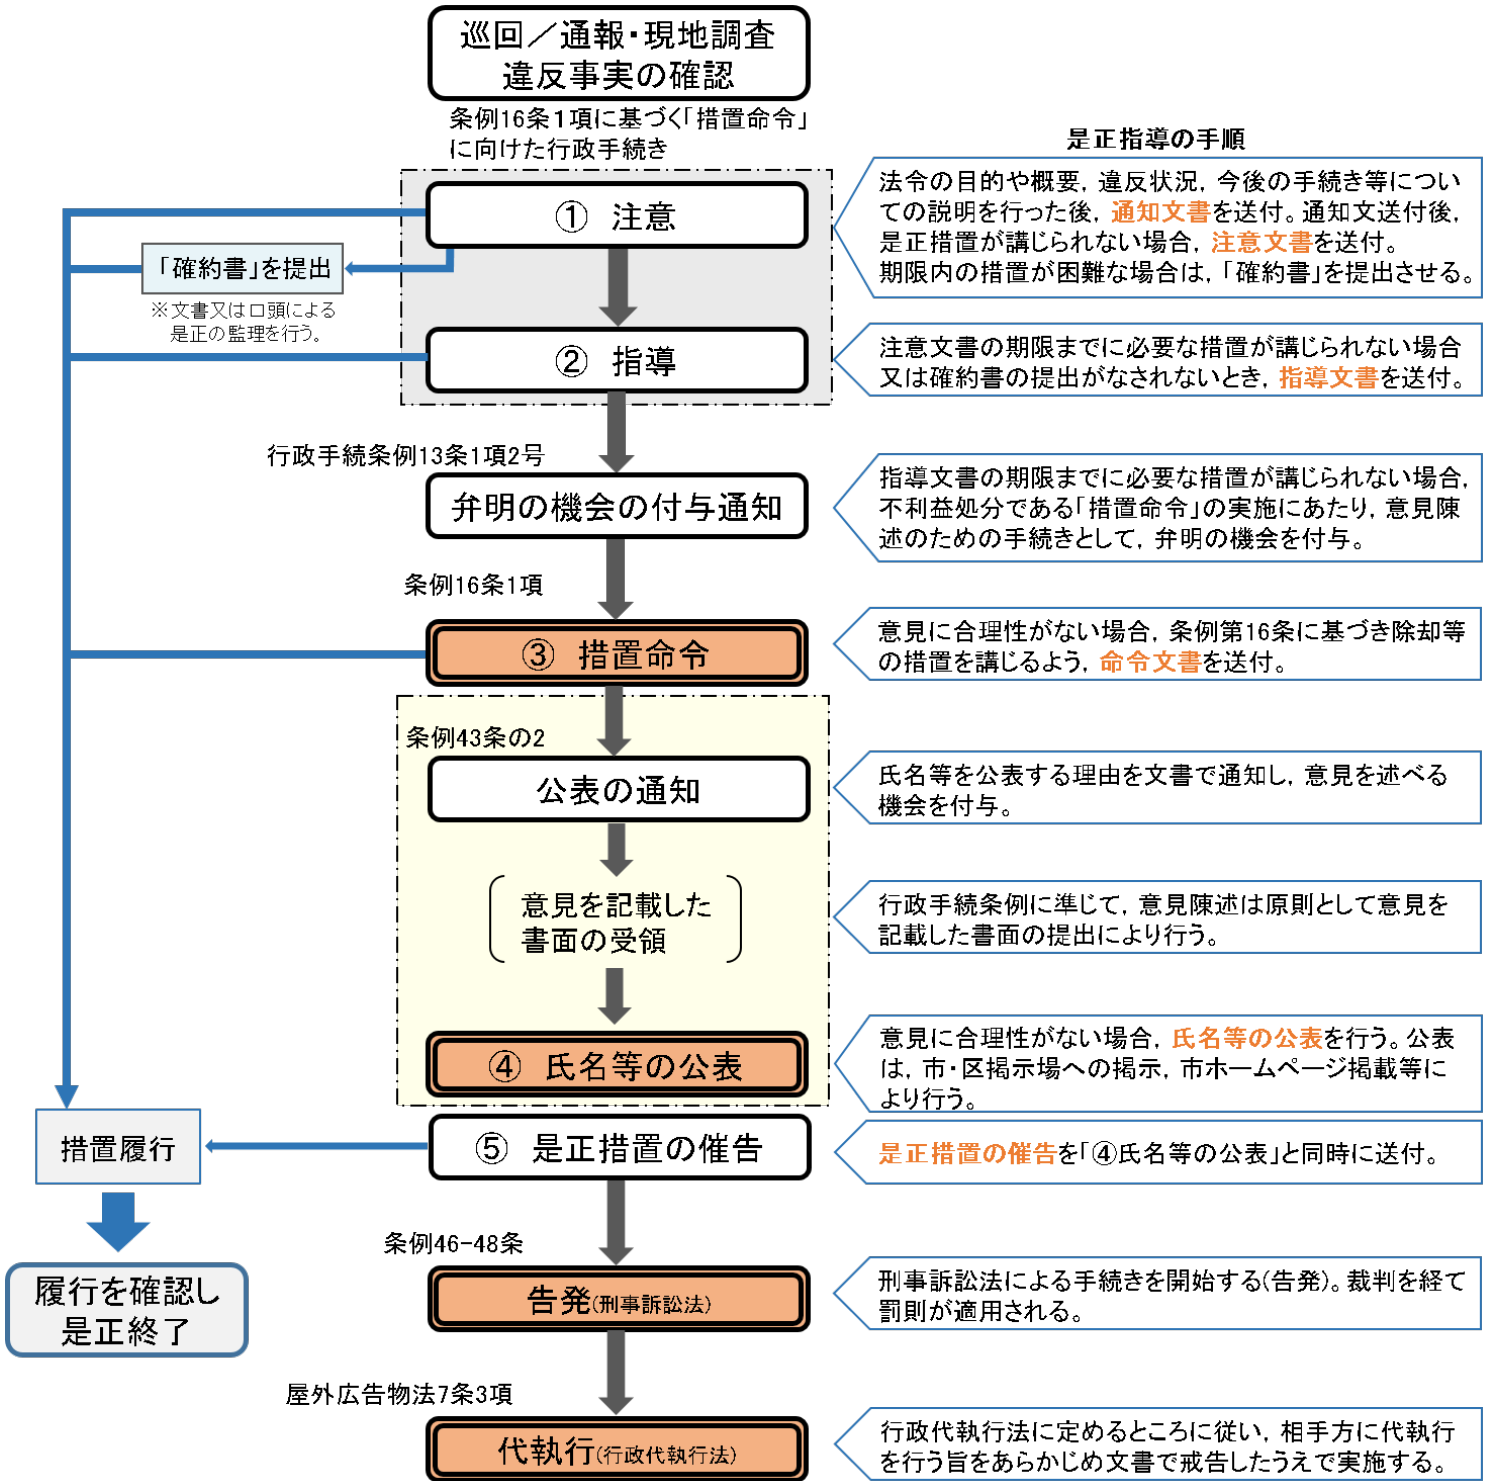 巡回／通報・現地調査
違反事実の確認
条例16条１項に基づく「措置命令」
に向けた行政手続き
是正指導の手順
① 注意
法令の目的や概要，違反状況，今後の手続き等につい
ての説明を行った後，通知文書を送付。通知文送付後，
是正措置が講じられない場合，注意文書を送付。
期限内の措置が困難な場合は，「確約書」を提出させる。
「確約書」を提出
※文書又は口頭による
是正の監理を行う。
② 指導
注意文書の期限までに必要な措置が講じられない場合
又は確約書の提出がなされないとき，指導文書を送付。
行政手続条例13条1項2号
弁明の機会の付与通知
指導文書の期限までに必要な措置が講じられない場合，
不利益処分である「措置命令」の実施にあたり，意見陳
述のための手続きとして，弁明の機会を付与。
条例16条1項
③ 措置命令
意見に合理性がない場合，条例第16条に基づき除却等
の措置を講じるよう，命令文書を送付。
条例43条の2
公表の通知
氏名等を公表する理由を文書で通知し，意見を述べる
機会を付与。
意見を記載した
書面の受領
行政手続条例に準じて，意見陳述は原則として意見を
記載した書面の提出により行う。
④ 氏名等の公表
意見に合理性がない場合，氏名等の公表を行う。公表
は，市・区掲示場への掲示，市ホームページ掲載等に
より行う。
⑤ 是正措置の催告
是正措置の催告を「④氏名等の公表」と同時に送付。
措置履行
履行を確認し
是正終了
条例46-48条
告発(刑事訴訟法)
刑事訴訟法による手続きを開始する(告発)。裁判を経て
罰則が適用される。
屋外広告物法7条3項
代執行(行政代執行法)
行政代執行法に定めるところに従い，相手方に代執行
を行う旨をあらかじめ文書で戒告したうえで実施する。